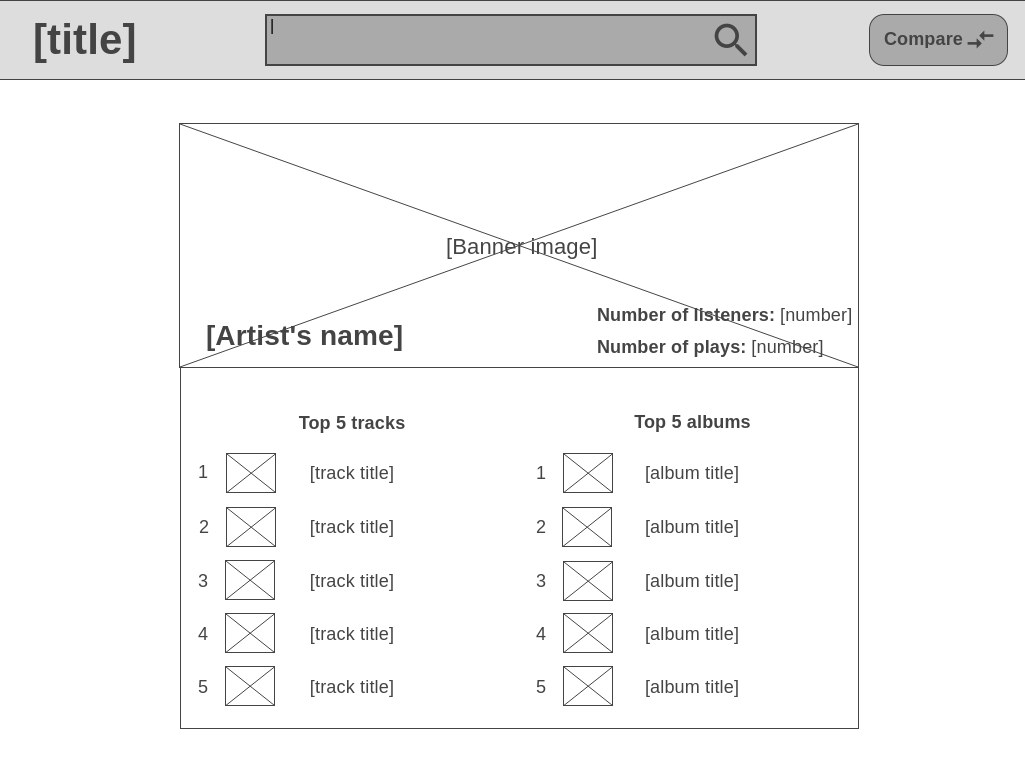 [title]
Compare
[Banner image]
Number of listeners: [number]
[Artist's name]
Number of plays: [number]
Top 5 tracks
1 [track title]
2 [track title]
3 [track title]
4 [track title]
5 [track title]
Top 5 albums
1 [album title]
2 [album title]
3 [album title]
4 [album title]
5 [album title]